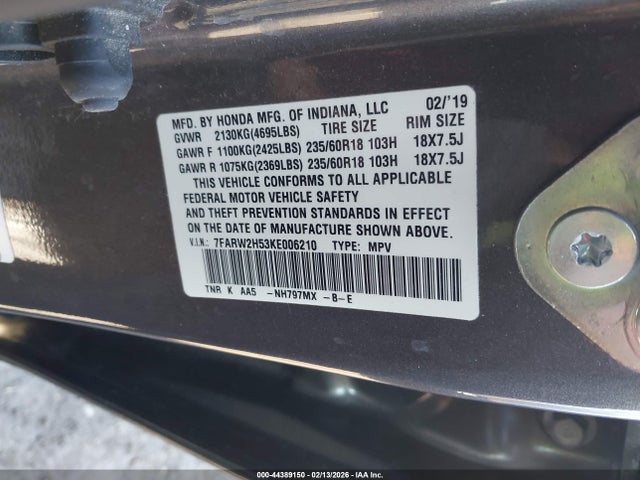 MFD. BY HONDA MFG. OF INDIANA, LLC 02/'19
GVWR 2130KG(4695LBS) TIRE SIZE RIM SIZE
GAWR F 1100KG(2425LBS) 235/60R18 103H 18X7.5J
GAWR R 1075KG(2369LBS) 235/60R18 103H 18X7.5J
THIS VEHICLE CONFORMS TO ALL APPLICABLE
FEDERAL MOTOR VEHICLE SAFETY
AND THEFT PREVENTION STANDARDS IN EFFECT
ON THE DATE OF MANUFACTURE SHOWN ABOVE.
V.I.N.: 7FARW2H53KE006210 TYPE: MPV
TNR K AA5 -NH797MX -B-E
000-44389150 - 02/13/2026 - IAA Inc.